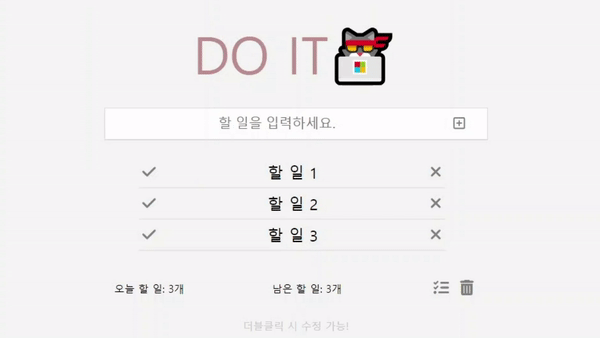 DO IT
할 일을 입력하세요.
할 일 1
할 일 2
할 일 3
오늘 할 일: 3개 남은 할 일: 3개
더블클릭 시 수정 가능!